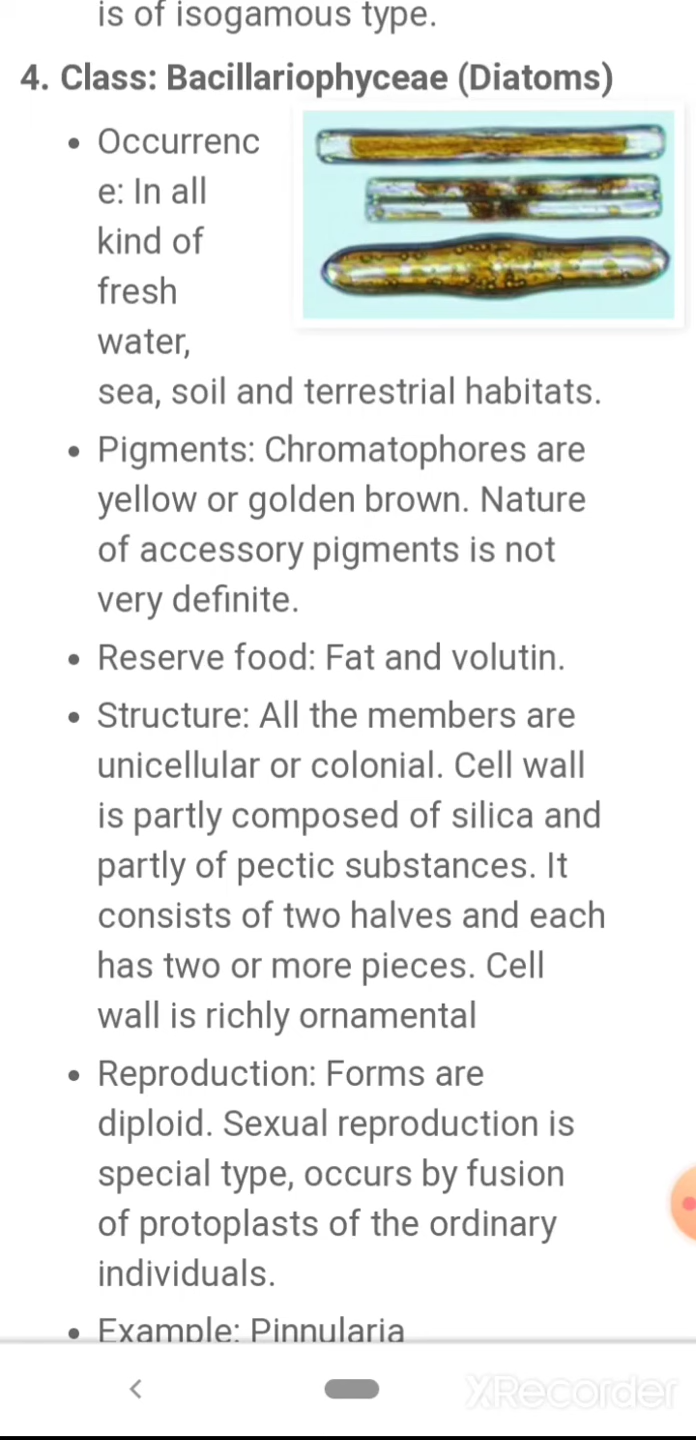 is of isogamous type.
4. Class: Bacillariophyceae (Diatoms)
• Occurrenc
e: In all
kind of
fresh
water,
sea, soil and terrestrial habitats.
• Pigments: Chromatophores are
yellow or golden brown. Nature
of accessory pigments is not
very definite.
• Reserve food: Fat and volutin.
• Structure: All the members are
unicellular or colonial. Cell wall
is partly composed of silica and
partly of pectic substances. It
consists of two halves and each
has two or more pieces. Cell
wall is richly ornamental
• Reproduction: Forms are
diploid. Sexual reproduction is
special type, occurs by fusion
of protoplasts of the ordinary
individuals.
• Example: Pinnularia
XRecorder